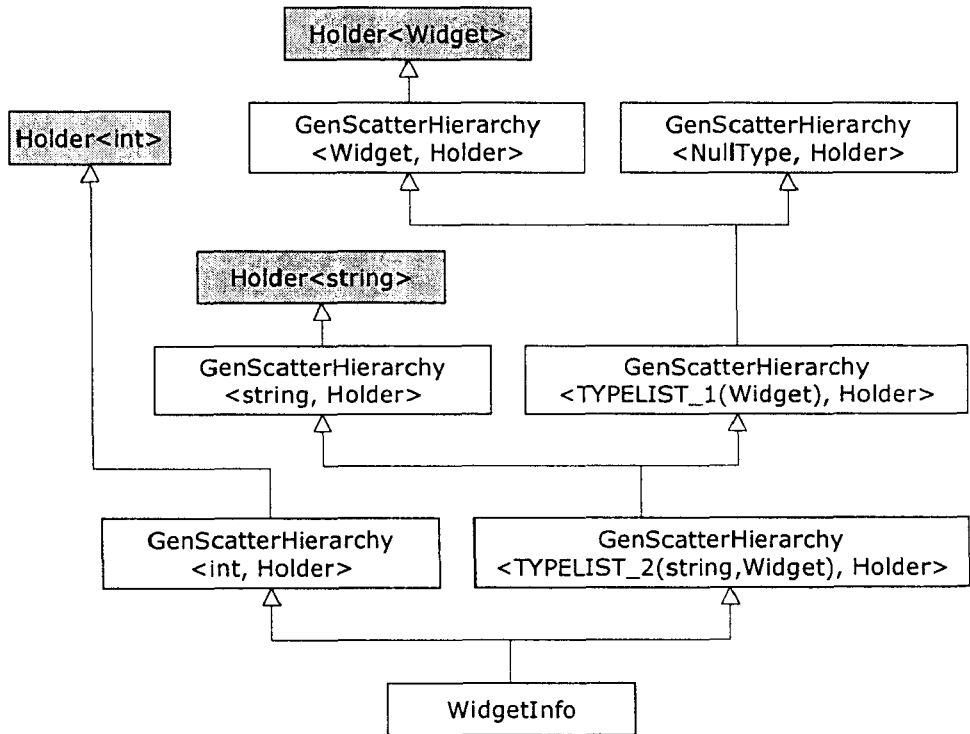 Holder<Widget>
Holder<int>
GenScatterHierarchy
<Widget, Holder>
GenScatterHierarchy
<NullType, Holder>
Holder<string>
GenScatterHierarchy
<string, Holder>
GenScatterHierarchy
<TYPELIST_1(Widget), Holder>
GenScatterHierarchy
<int, Holder>
GenScatterHierarchy
<TYPELIST_2(string,Widget), Holder>
WidgetInfo